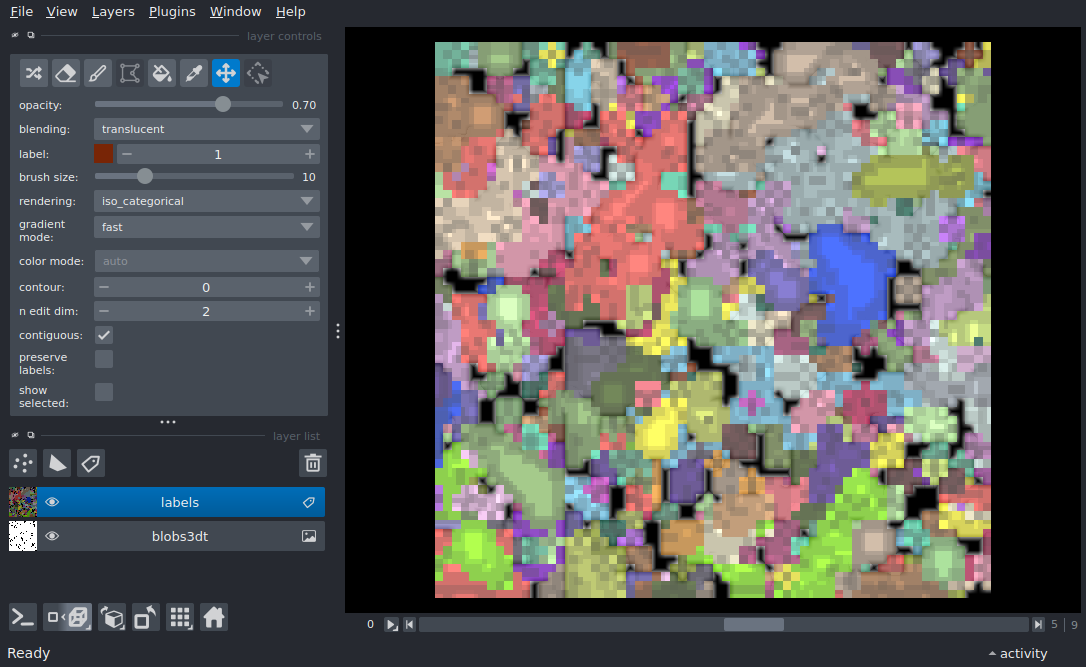 File View Layers Plugins Window Help
layer controls
opacity: 0.70
blending: translucent
label: 1
brush size: 10
rendering: iso_categorical
gradient
mode: fast
color mode: auto
contour: 0
n edit dim: 2
contiguous:
preserve
labels:
show
selected:
layer list
labels
blobs3dt
0 5 | 9
Ready activity